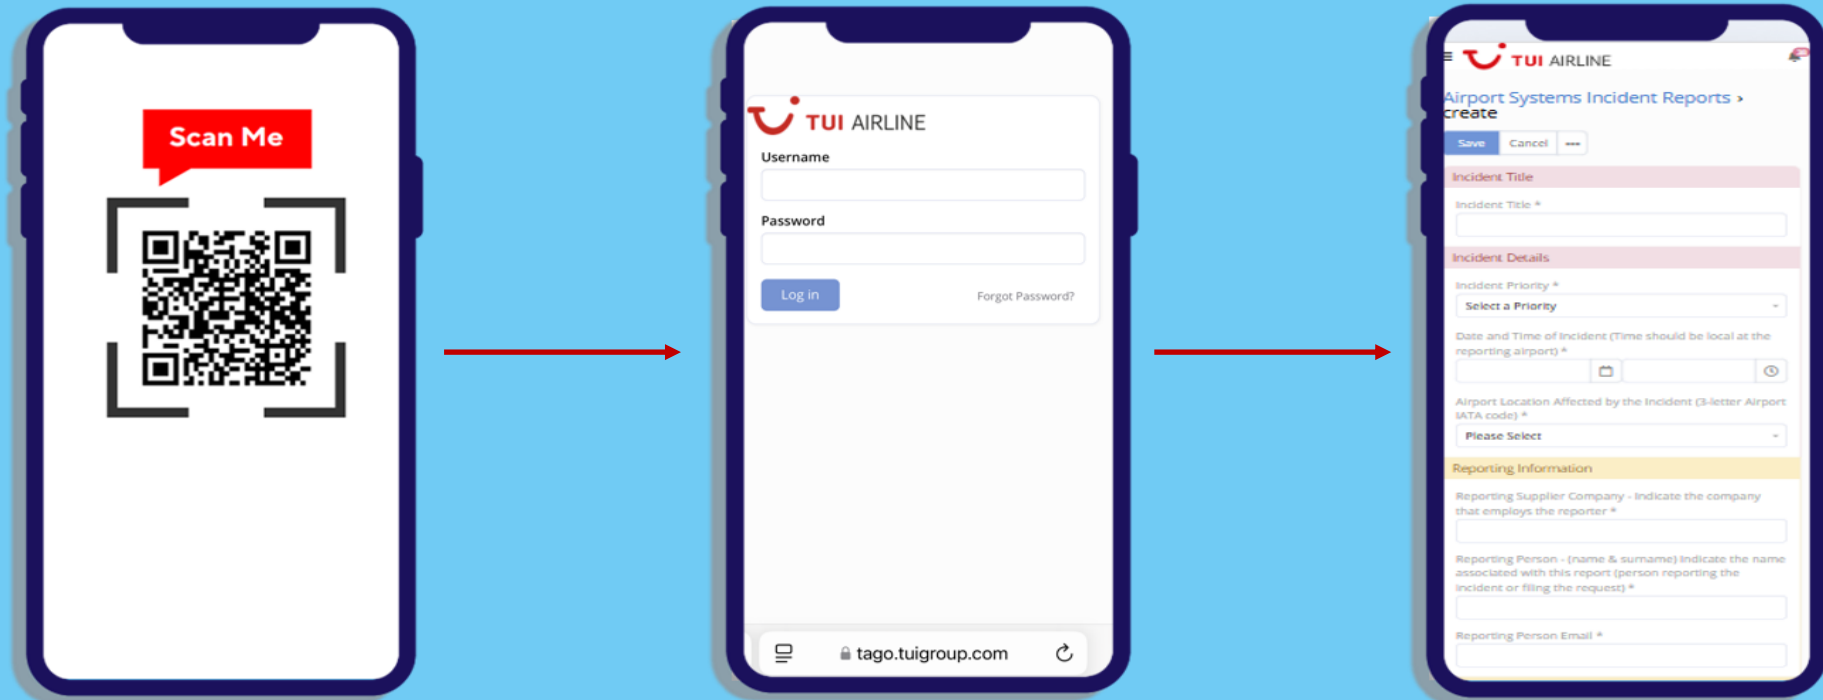 Scan Me
TUI AIRLINE
Username
Password
Log in
Forgot Password?
tago.tuigroup.com
TUI AIRLINE
Airport Systems Incident Reports ›
create
Save Cancel •••
Incident Title
Incident Title *
Incident Details
Incident Priority *
Select a Priority
Date and Time of Incident (Time should be local at the
reporting airport) *
Airport Location Affected by the Incident (3-letter Airport
IATA code) *
Please Select
Reporting Information
Reporting Supplier Company - Indicate the company
that employs the reporter *
Reporting Person - (name & surname) Indicate the name
associated with this report (person reporting the
incident or filing the request) *
Reporting Person Email *